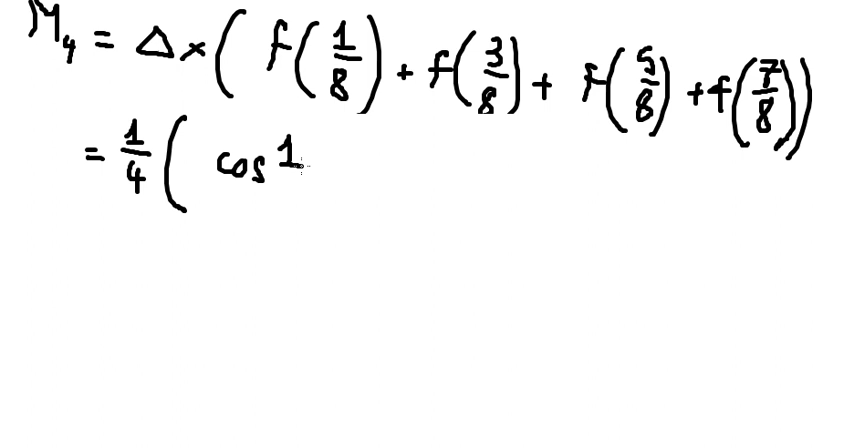 M₄ = Δx ( f(1/8) + f(3/8) + f(5/8) + f(7/8))
= 1/4 ( cos 1